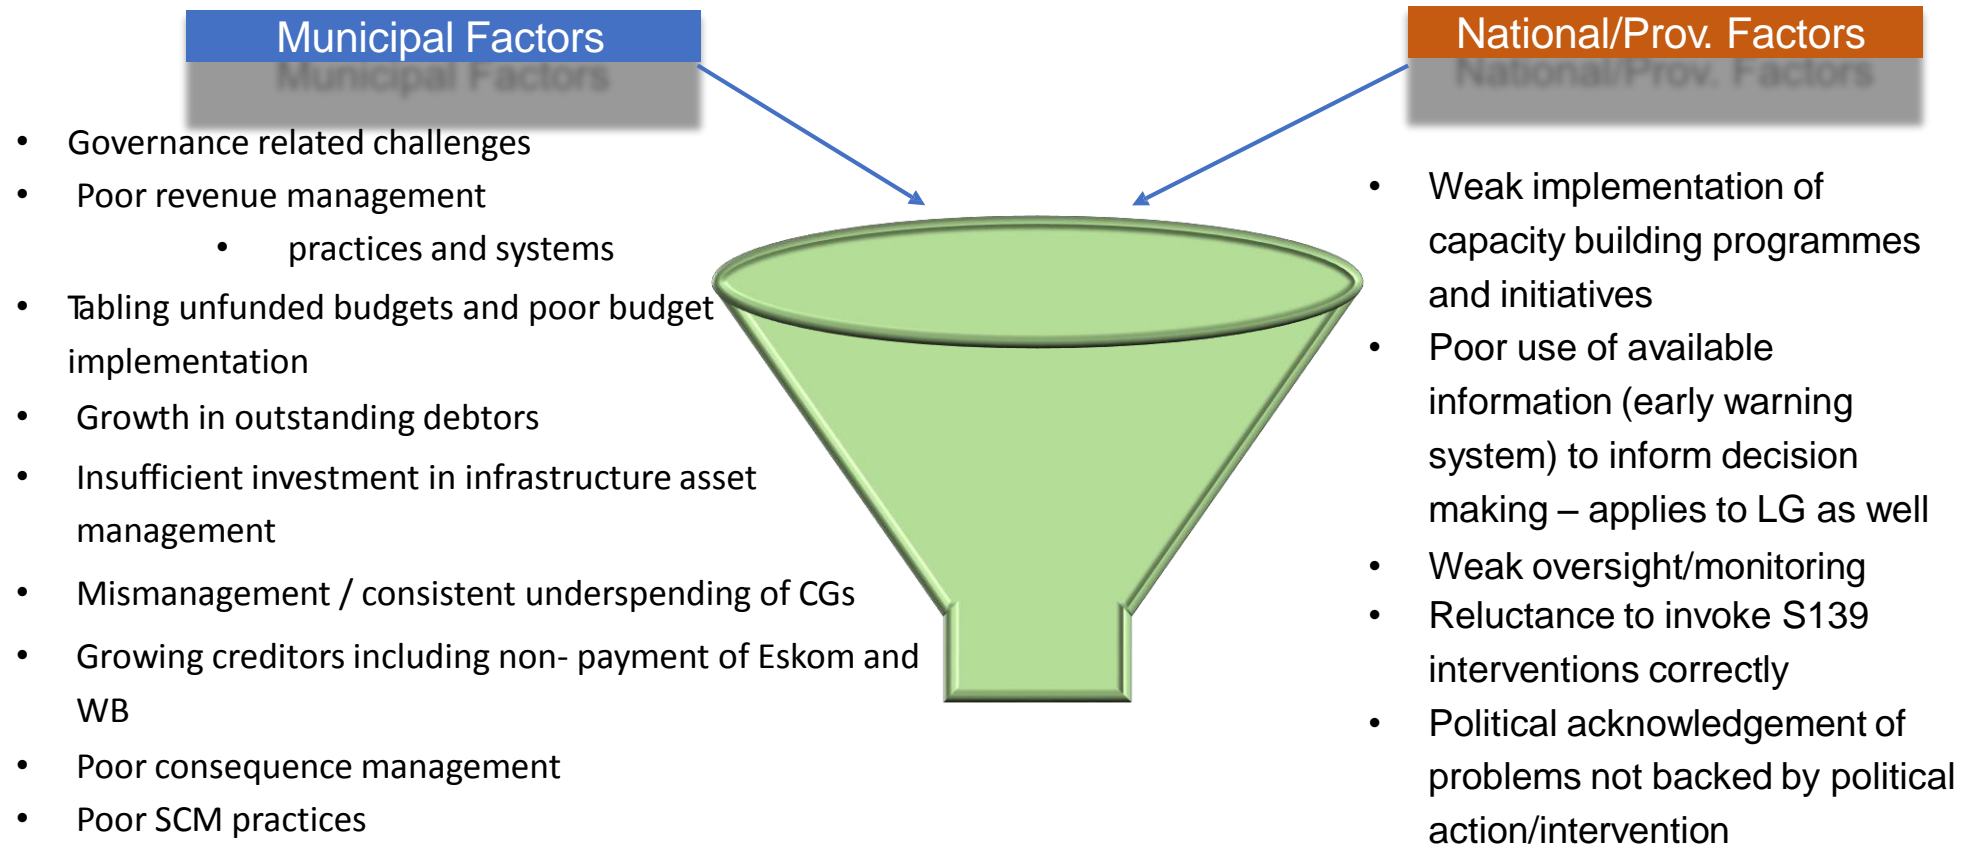 Municipal Factors
• Governance related challenges
• Poor revenue management
• practices and systems
• Tabling unfunded budgets and poor budget
implementation
• Growth in outstanding debtors
• Insufficient investment in infrastructure asset
management
• Mismanagement / consistent underspending of CGs
• Growing creditors including non- payment of Eskom and
WB
• Poor consequence management
• Poor SCM practices
National/Prov. Factors
• Weak implementation of
capacity building programmes
and initiatives
• Poor use of available
information (early warning
system) to inform decision
making – applies to LG as well
• Weak oversight/monitoring
• Reluctance to invoke S139
interventions correctly
• Political acknowledgement of
problems not backed by political
action/intervention